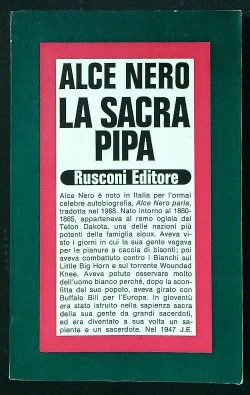 ALCE NERO
LA SACRA
PIPA
Rusconi Editore
Alce Nero è noto in Italia per l'ormai
celebre autobiografia, Alce Nero parla,
tradotta nel 1968. Nato intorno al 1860-
1865, apparteneva al ramo oglala dei
Teton Dakota, una delle nazioni più
potenti della famiglia sioux. Aveva vi-
sto i giorni in cui la sua gente vagava
per le pianure a caccia di bisonti; poi
aveva combattuto contro i Bianchi sul
Little Big Horn e sul torrente Wounded
Knee. Aveva potuto osservare molto
dell'uomo bianco perché, dopo la scon-
fitta del suo popolo, aveva girato con
Buffalo Bill per l'Europa. In gioventù
era stato istruito nella sapienza sacra
della sua gente da grandi sacerdoti,
ed era diventato a sua volta un sa-
piente e un sacerdote. Nel 1947 J.E.